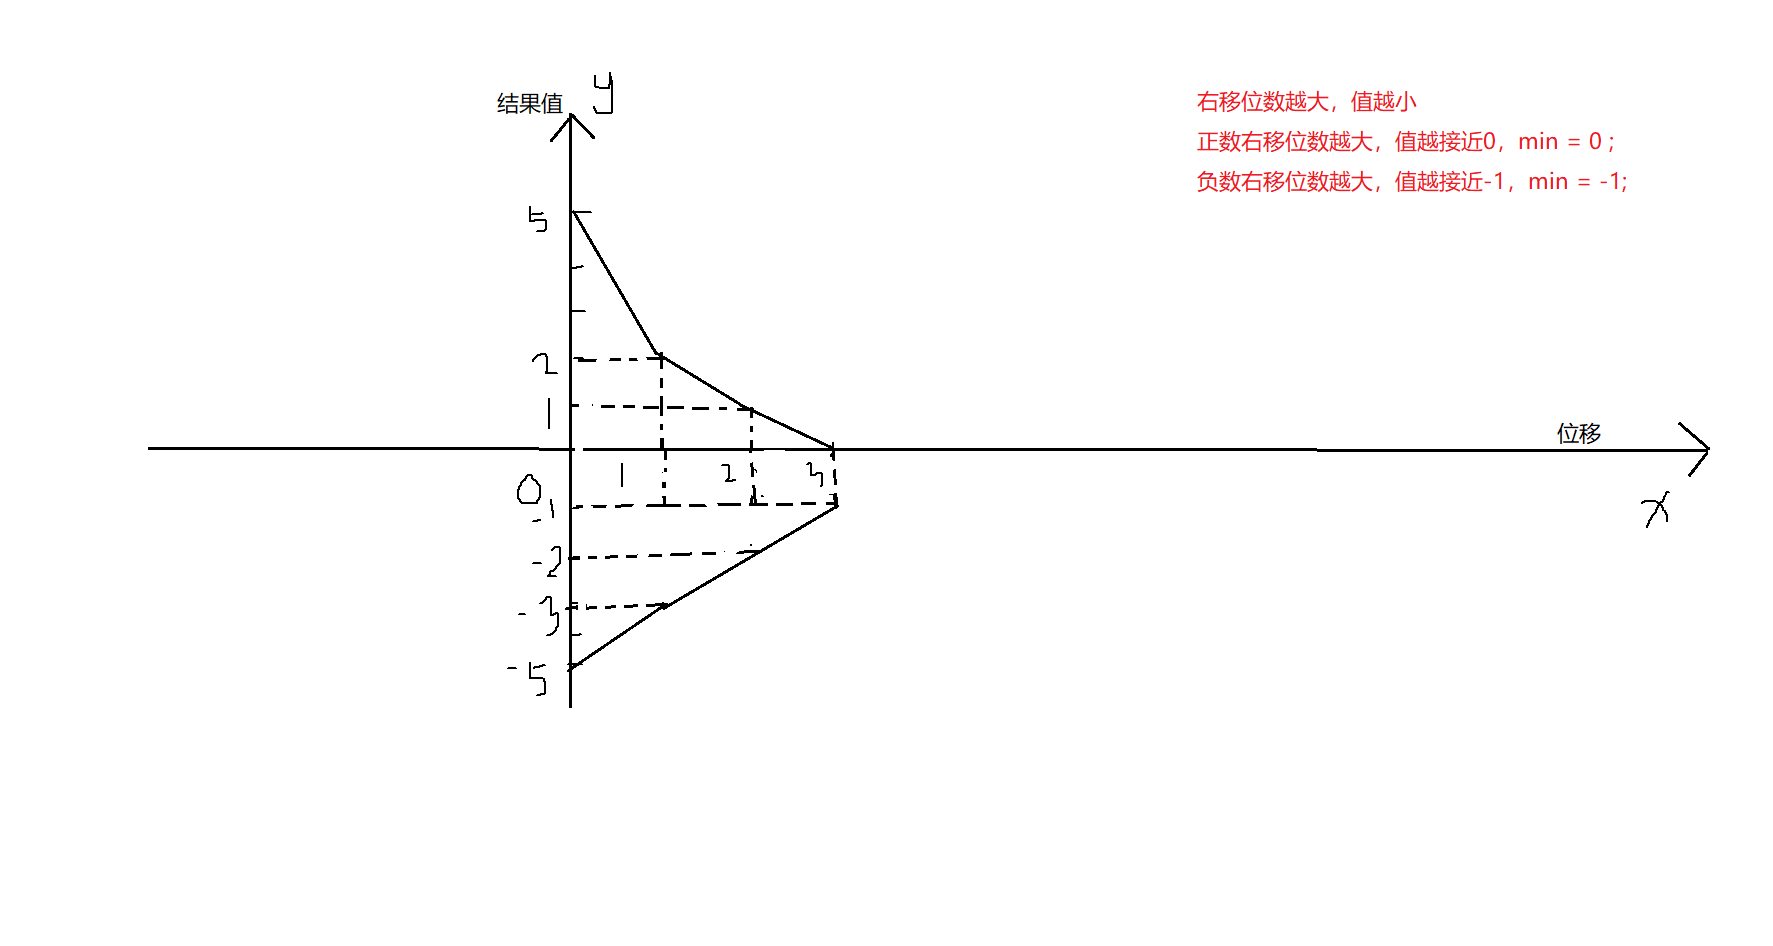 y
结果值
右移位数越大，值越小
正数右移位数越大，值越接近0，min = 0 ;
负数右移位数越大，值越接近-1，min = -1;
5
2
1
位移
1 2 3
0
-1
x
-2
-3
-5